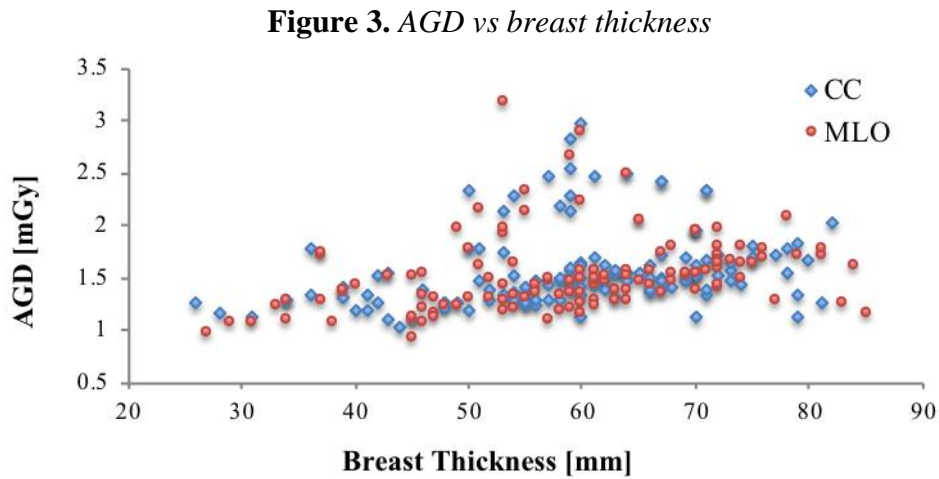 Figure 3. AGD vs breast thickness
3.5
3
2.5
2
1.5
1
0.5
AGD [mGy]
CC
MLO
20 30 40 50 60 70 80 90
Breast Thickness [mm]